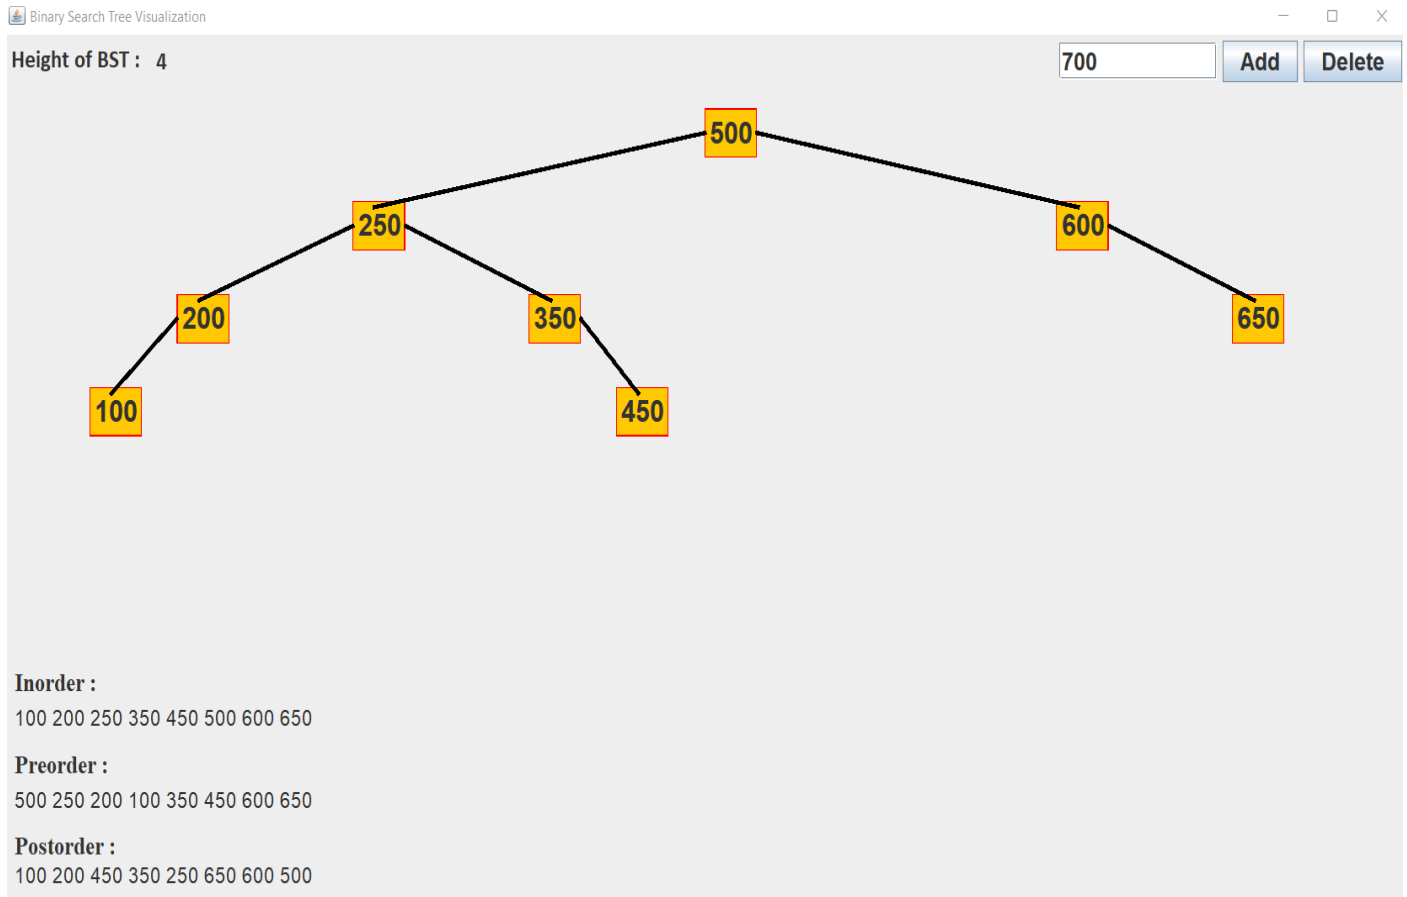 Binary Search Tree Visualization
Height of BST : 4
700 Add Delete
500
250 600
200 350 650
100 450
Inorder :
100 200 250 350 450 500 600 650
Preorder :
500 250 200 100 350 450 600 650
Postorder :
100 200 450 350 250 650 600 500